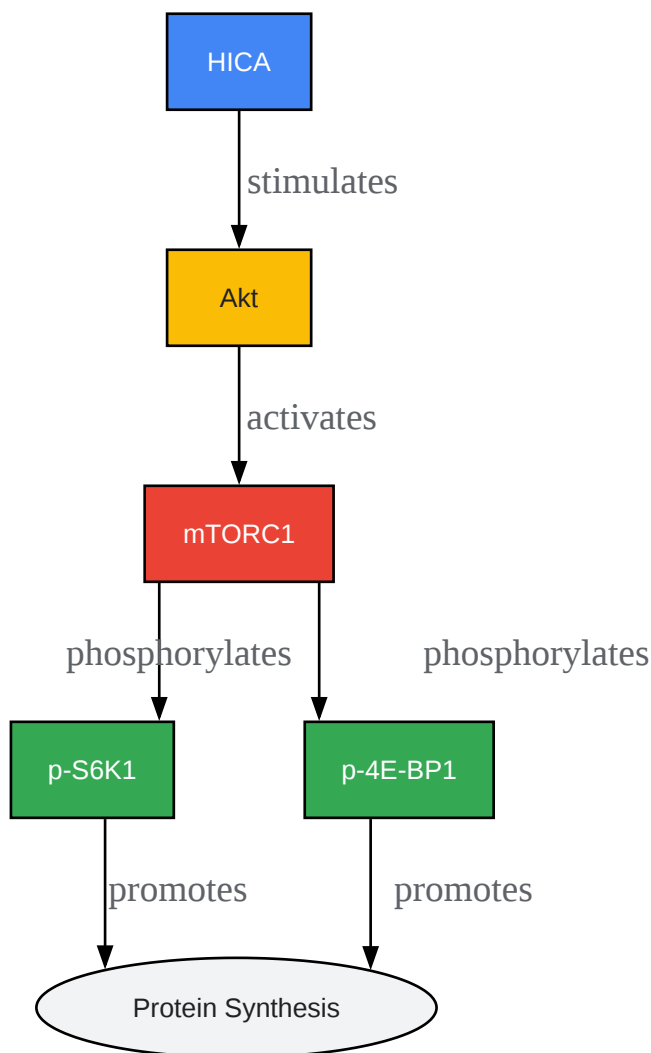 HICA
stimulates
Akt
activates
mTORC1
phosphorylates
phosphorylates
p-S6K1
p-4E-BP1
promotes
promotes
Protein Synthesis